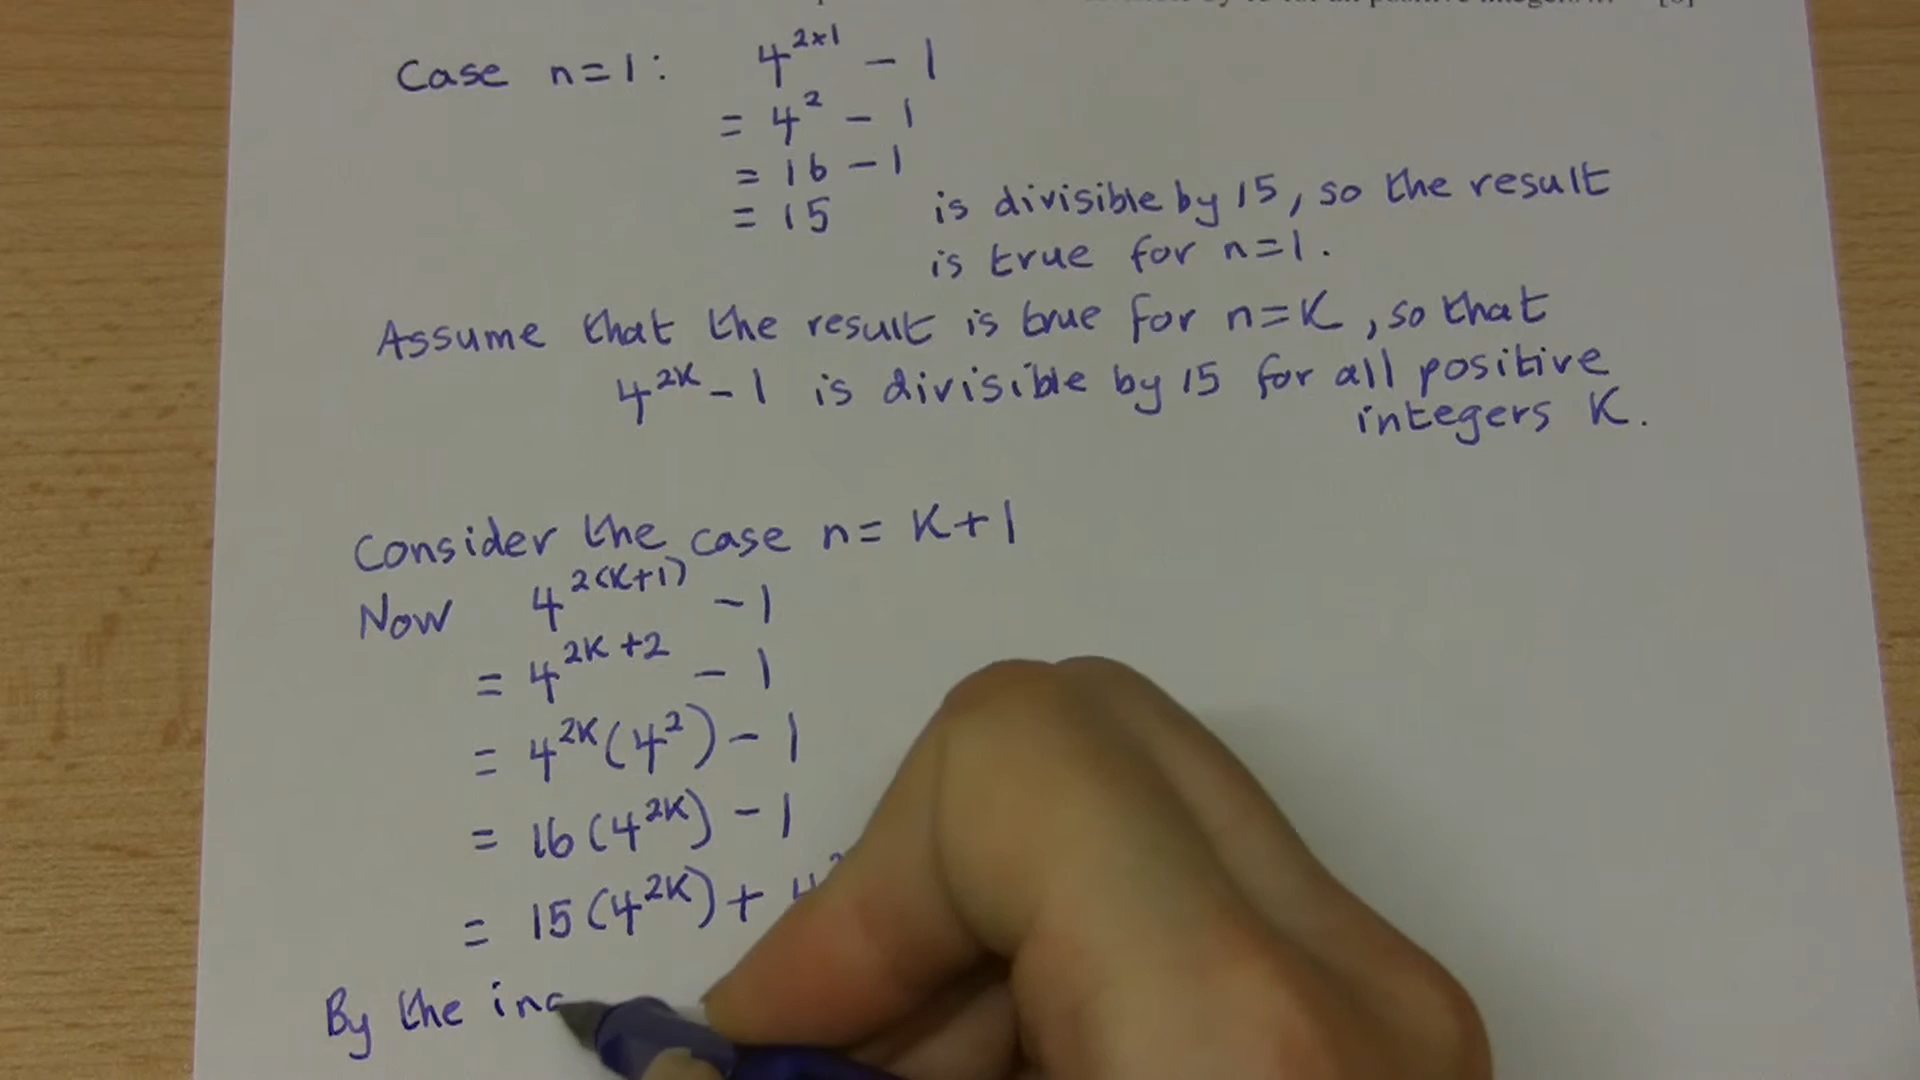 Case n=1: 4^{2×1} - 1
= 4^2 - 1
= 16 - 1
= 15 is divisible by 15, so the result
is true for n=1.
Assume that the result is true for n=K, so that
4^{2K} - 1 is divisible by 15 for all positive
integers K.
Consider the case n= K+1
Now 4^{2(K+1)} - 1
= 4^{2K+2} - 1
= 4^{2K}(4^2) - 1
= 16(4^{2K}) - 1
= 15(4^{2K}) + 4
By the inc